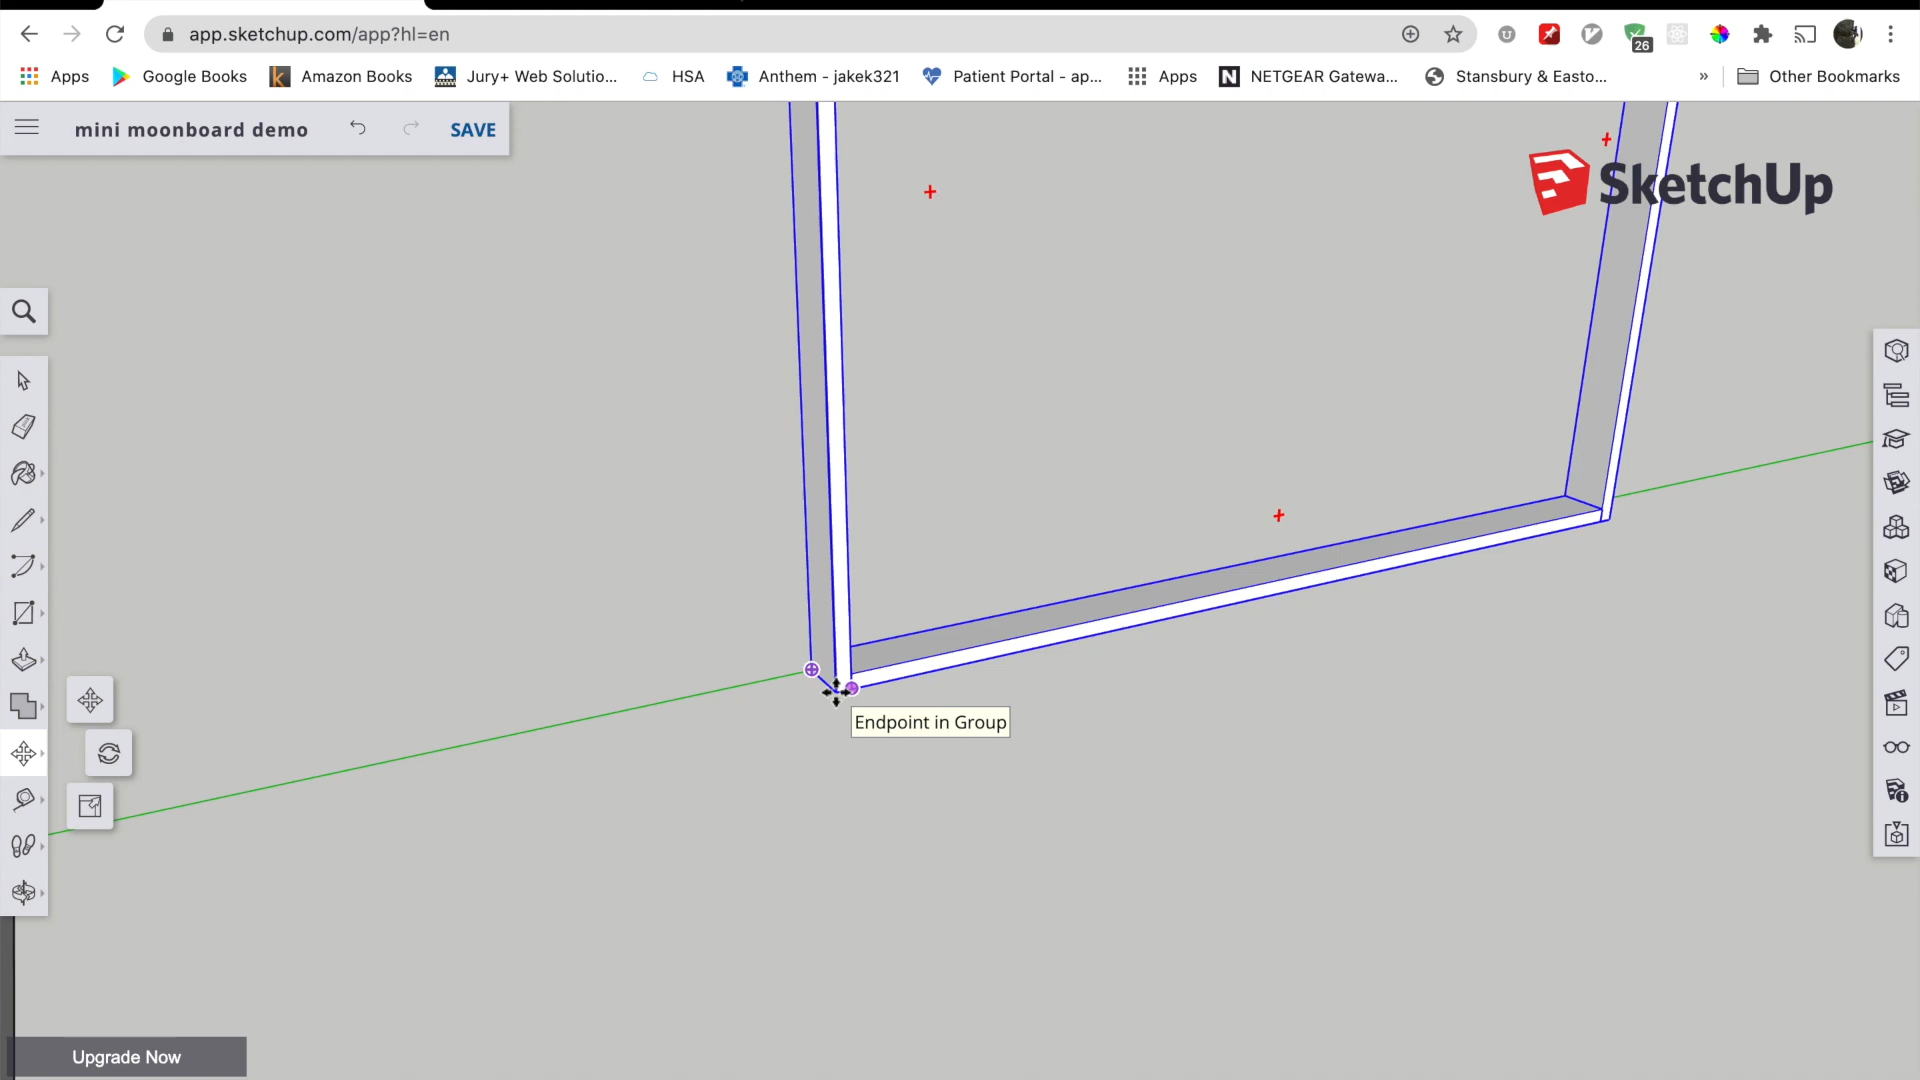 app.sketchup.com/app?hl=en
26
Apps
Google Books
Amazon Books
Jury+ Web Solutio...
HSA
Anthem - jakek321
Patient Portal - ap...
Apps
NETGEAR Gatewa...
Stansbury & Easto...
»
Other Bookmarks
mini moonboard demo
SAVE
SketchUp
Endpoint in Group
Upgrade Now